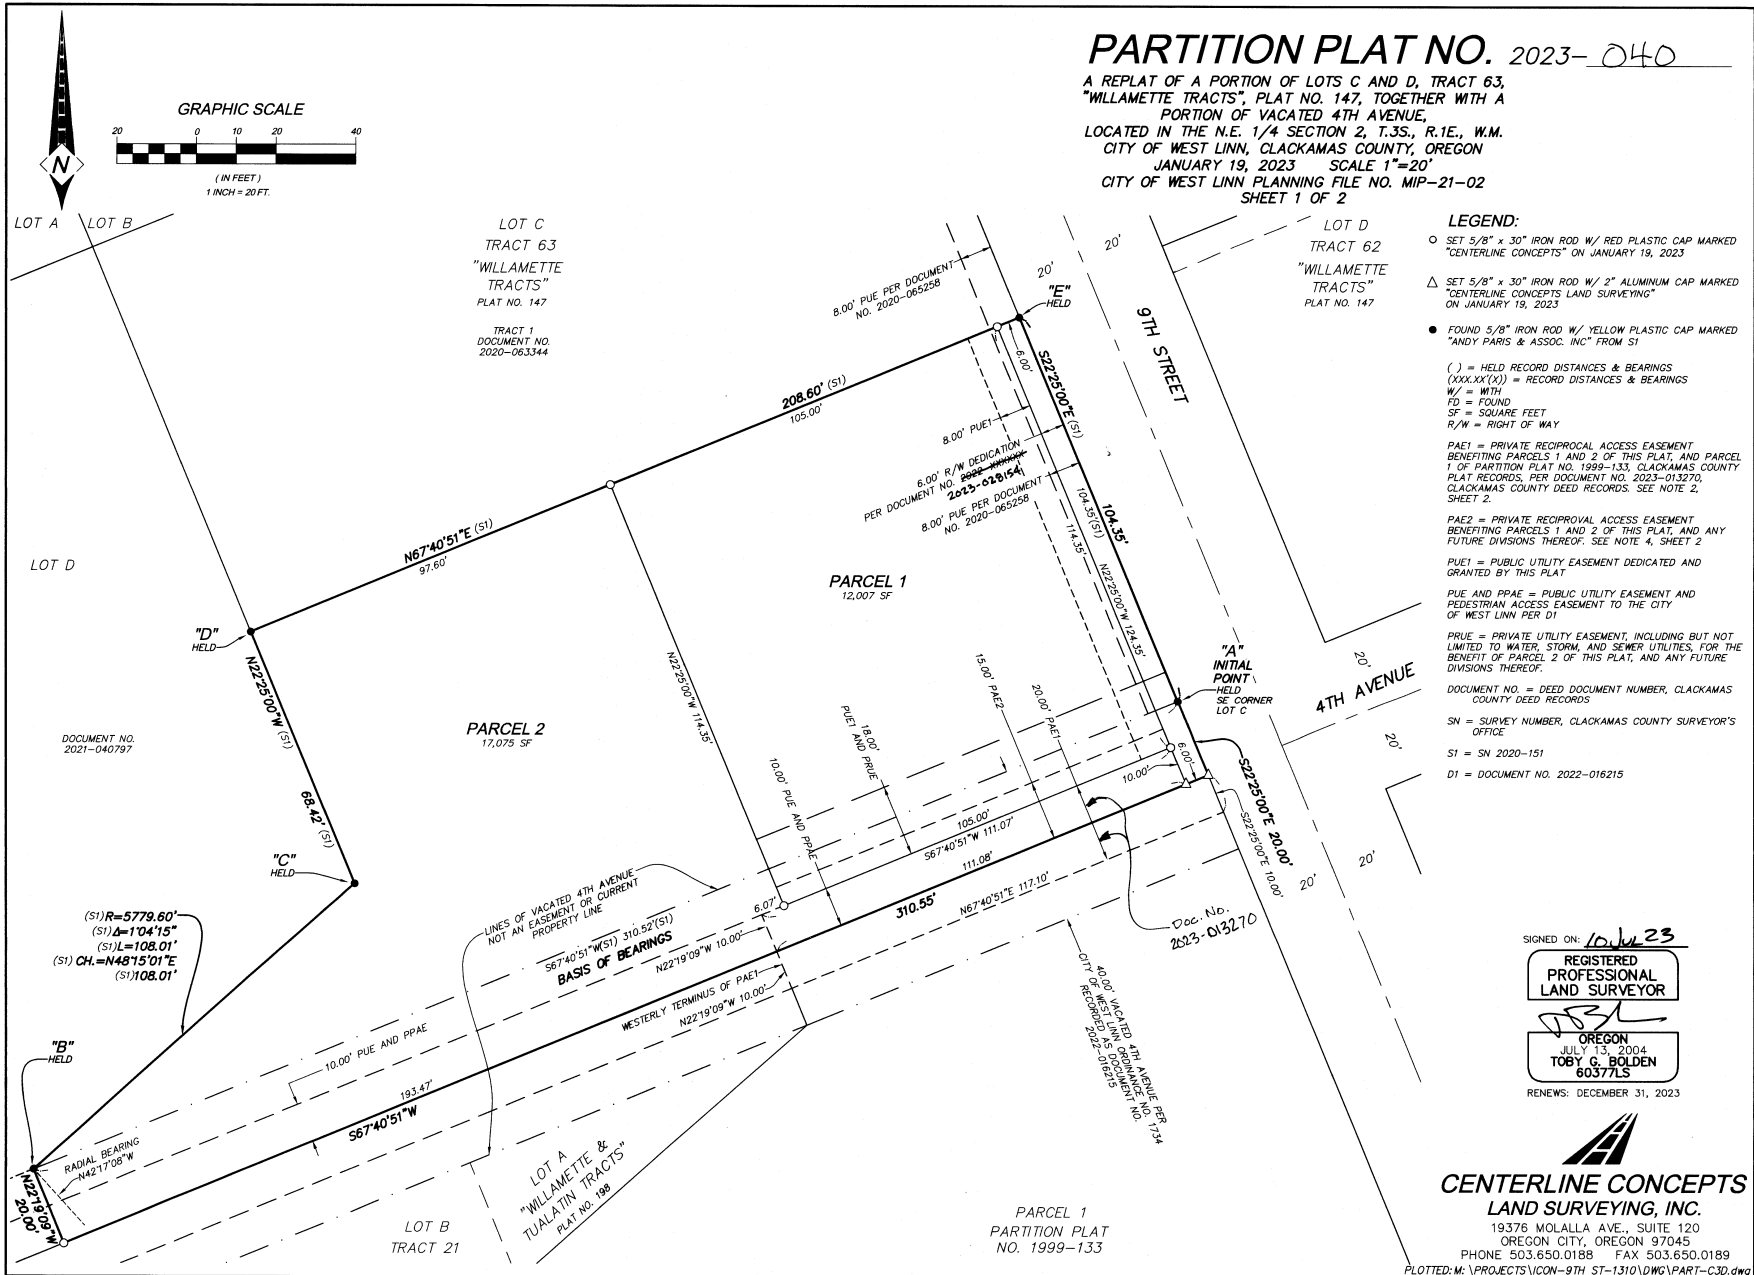 PARTITION PLAT NO. 2023-040
A REPLAT OF A PORTION OF LOTS C AND D, TRACT 63,
"WILLAMETTE TRACTS", PLAT NO. 147, TOGETHER WITH A
PORTION OF VACATED 4TH AVENUE,
LOCATED IN THE N.E. 1/4 SECTION 2, T.3S., R.1E., W.M.
CITY OF WEST LINN, CLACKAMAS COUNTY, OREGON
JANUARY 19, 2023 SCALE 1"=20'
CITY OF WEST LINN PLANNING FILE NO. MIP-21-02
SHEET 1 OF 2
N
GRAPHIC SCALE
20 0 10 20 40
( IN FEET )
1 INCH = 20 FT.
LOT A
LOT B
LOT C
TRACT 63
"WILLAMETTE
TRACTS"
PLAT NO. 147
TRACT 1
DOCUMENT NO.
2020-063344
8.00' PUE PER DOCUMENT
NO. 2020-065258
20'
20'
"E"
HELD
9TH STREET
LOT D
TRACT 62
"WILLAMETTE
TRACTS"
PLAT NO. 147
LEGEND:
SET 5/8" x 30" IRON ROD W/ RED PLASTIC CAP MARKED
"CENTERLINE CONCEPTS" ON JANUARY 19, 2023
SET 5/8" x 30" IRON ROD W/ 2" ALUMINUM CAP MARKED
"CENTERLINE CONCEPTS LAND SURVEYING"
ON JANUARY 19, 2023
FOUND 5/8" IRON ROD W/ YELLOW PLASTIC CAP MARKED
"ANDY PARIS & ASSOC. INC" FROM S1
( ) = HELD RECORD DISTANCES & BEARINGS
(XXX.XX'(X)) = RECORD DISTANCES & BEARINGS
W/ = WITH
FD = FOUND
SF = SQUARE FEET
R/W = RIGHT OF WAY
PAE1 = PRIVATE RECIPROCAL ACCESS EASEMENT
BENEFITING PARCELS 1 AND 2 OF THIS PLAT, AND PARCEL
1 OF PARTITION PLAT NO. 1999-133, CLACKAMAS COUNTY
PLAT RECORDS, PER DOCUMENT NO. 2023-013270,
CLACKAMAS COUNTY DEED RECORDS. SEE NOTE 2,
SHEET 2.
PAE2 = PRIVATE RECIPROVAL ACCESS EASEMENT
BENEFITING PARCELS 1 AND 2 OF THIS PLAT, AND ANY
FUTURE DIVISIONS THEREOF. SEE NOTE 4, SHEET 2
PUE1 = PUBLIC UTILITY EASEMENT DEDICATED AND
GRANTED BY THIS PLAT
PUE AND PPAE = PUBLIC UTILITY EASEMENT AND
PEDESTRIAN ACCESS EASEMENT TO THE CITY
OF WEST LINN PER D1
PRUE = PRIVATE UTILITY EASEMENT, INCLUDING BUT NOT
LIMITED TO WATER, STORM, AND SEWER UTILITIES, FOR THE
BENEFIT OF PARCEL 2 OF THIS PLAT, AND ANY FUTURE
DIVISIONS THEREOF.
DOCUMENT NO. = DEED DOCUMENT NUMBER, CLACKAMAS
COUNTY DEED RECORDS
SN = SURVEY NUMBER, CLACKAMAS COUNTY SURVEYOR'S
OFFICE
S1 = SN 2020-151
D1 = DOCUMENT NO. 2022-016215
208.60' (S1)
105.00'
6.00'
S22°25'00"E (S1)
8.00' PUE1
6.00' R/W DEDICATION
PER DOCUMENT NO. 2022-XXXXXX
2023-028154
8.00' PUE PER DOCUMENT
NO. 2020-065258
104.35'(S1)
104.35'
114.35'
N22°25'00"W 124.35'
N67°40'51"E (S1)
97.60'
LOT D
PARCEL 1
12,007 SF
"D"
HELD
N22°25'00"W (S1)
68.42' (S1)
N22°25'00"W 114.35'
PARCEL 2
17,075 SF
DOCUMENT NO.
2021-040797
"A"
INITIAL
POINT
HELD
SE CORNER
LOT C
20'
4TH AVENUE
20'
15.00' PAE2
20.00' PAE1
18.00'
PUE1 AND PRUE
10.00' PUE AND PPAE
10.00'
6.00'
S22°25'00"E 20.00'
S22°25'00"E 10.00'
20'
20'
105.00'
S67°40'51"W 111.07'
111.08'
310.55'
N67°40'51"E 117.10'
6.07'
"C"
HELD
LINES OF VACATED 4TH AVENUE
NOT AN EASEMENT OR CURRENT
PROPERTY LINE
S67°40'51"W(S1) 310.52'(S1)
BASIS OF BEARINGS
N22°19'09"W 10.00'
WESTERLY TERMINUS OF PAE1
N22°19'09"W 10.00'
Doc. No.
2023-013270
40.00' VACATED 4TH AVENUE PER
CITY OF WEST LINN ORDINANCE NO. 1734
RECORDED AS DOCUMENT NO.
2022-016215
(S1)R=5779.60'
(S1)Δ=1°04'15"
(S1)L=108.01'
(S1) CH.=N48°15'01"E
(S1)108.01'
"B"
HELD
10.00' PUE AND PPAE
193.47'
S67°40'51"W
RADIAL BEARING
N42°17'08"W
N22°19'09"W
20.00'
LOT A
"WILLAMETTE &
TUALATIN TRACTS"
PLAT NO. 198
LOT B
TRACT 21
PARCEL 1
PARTITION PLAT
NO. 1999-133
SIGNED ON: 10 JUL 23
REGISTERED
PROFESSIONAL
LAND SURVEYOR
OREGON
JULY 13, 2004
TOBY G. BOLDEN
60377LS
RENEWS: DECEMBER 31, 2023
CENTERLINE CONCEPTS
LAND SURVEYING, INC.
19376 MOLALLA AVE., SUITE 120
OREGON CITY, OREGON 97045
PHONE 503.650.0188 FAX 503.650.0189
PLOTTED: M: \PROJECTS\ICON-9TH ST-1310\DWG\PART-C3D.dwg